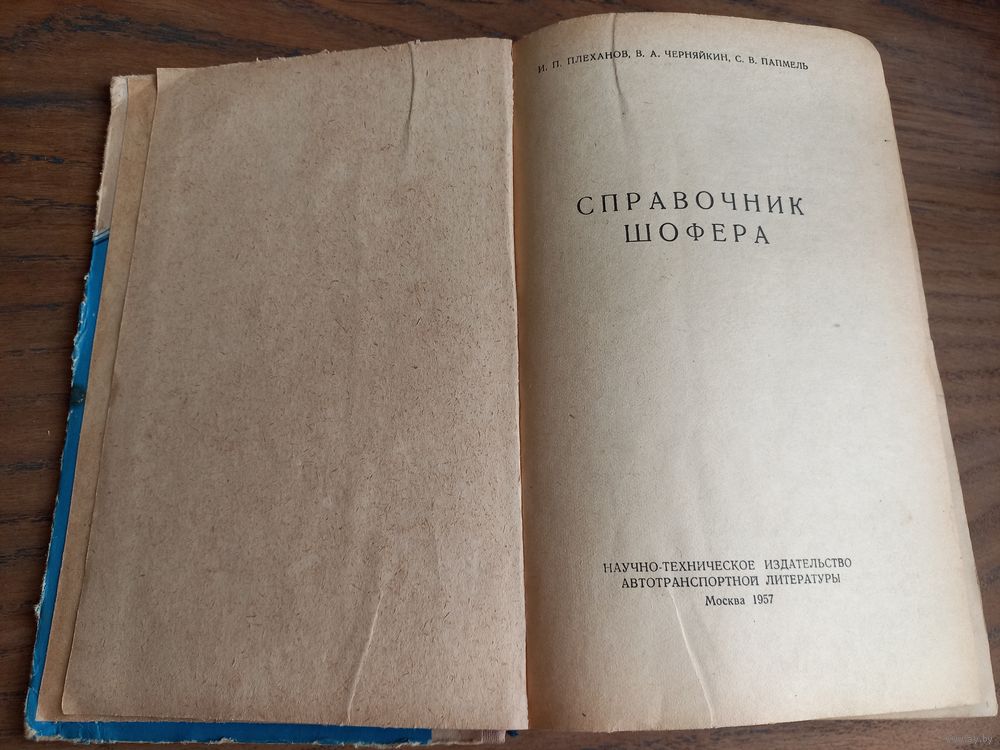 И. П. ПЛЕХАНОВ, В. А. ЧЕРНЯЙКИН, С. В. ПАПМЕЛЬ
СПРАВОЧНИК
ШОФЕРА
НАУЧНО-ТЕХНИЧЕСКОЕ ИЗДАТЕЛЬСТВО
АВТОТРАНСПОРТНОЙ ЛИТЕРАТУРЫ
Москва 1957